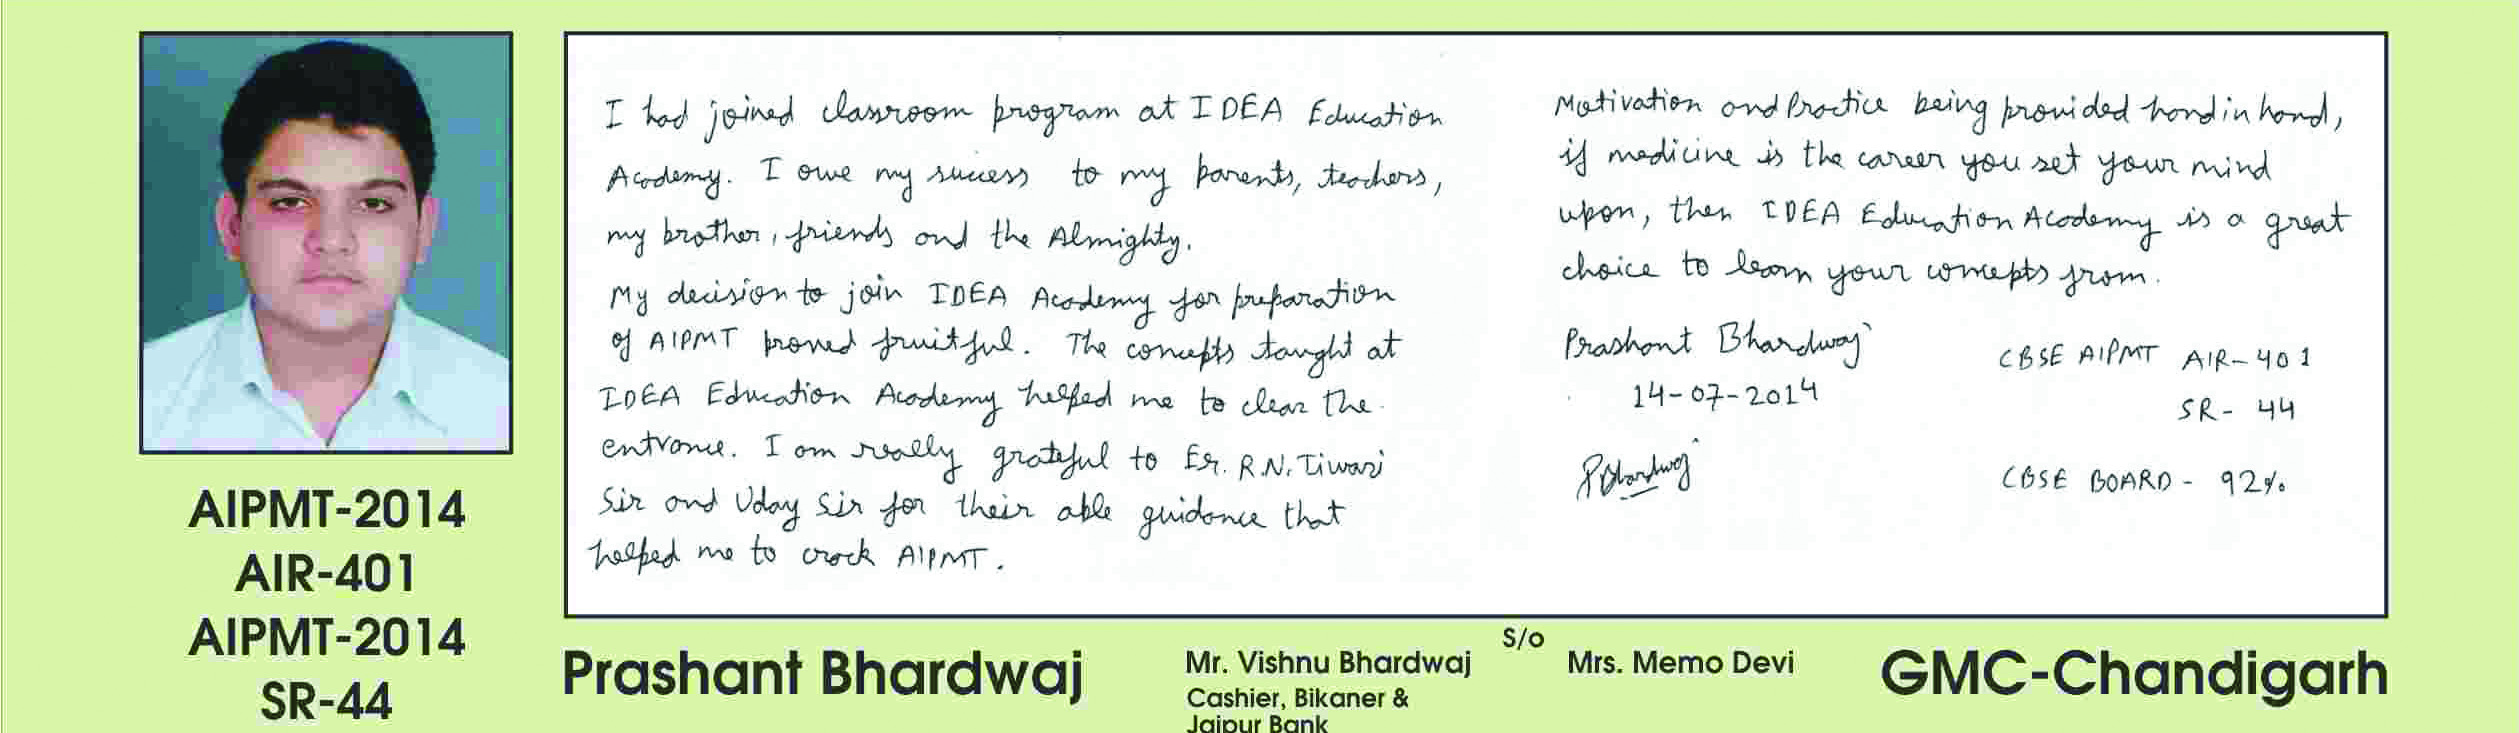 I had joined classroom program at IDEA Education
Academy. I owe my success to my parents, teachers,
my brother, friends and the Almighty.
My decision to join IDEA Academy for preparation
of AIPMT proved fruitful. The concepts taught at
IDEA Education Academy helped me to clear the
entrance. I am really grateful to Er. R.N. Tiwari
Sir and Uday Sir for their able guidance that
helped me to crack AIPMT.
Motivation and Practice being provided hand in hand,
if medicine is the career you set your mind
upon, then IDEA Education Academy is a great
choice to learn your concepts from.
Prashant Bhardwaj
14-07-2014
PBhardwaj
CBSE AIPMT AIR-401
SR- 44
CBSE BOARD - 92%
AIPMT-2014
AIR-401
AIPMT-2014
SR-44
Prashant Bhardwaj
S/o
Mr. Vishnu Bhardwaj
Cashier, Bikaner &
Jaipur Bank
Mrs. Memo Devi
GMC-Chandigarh